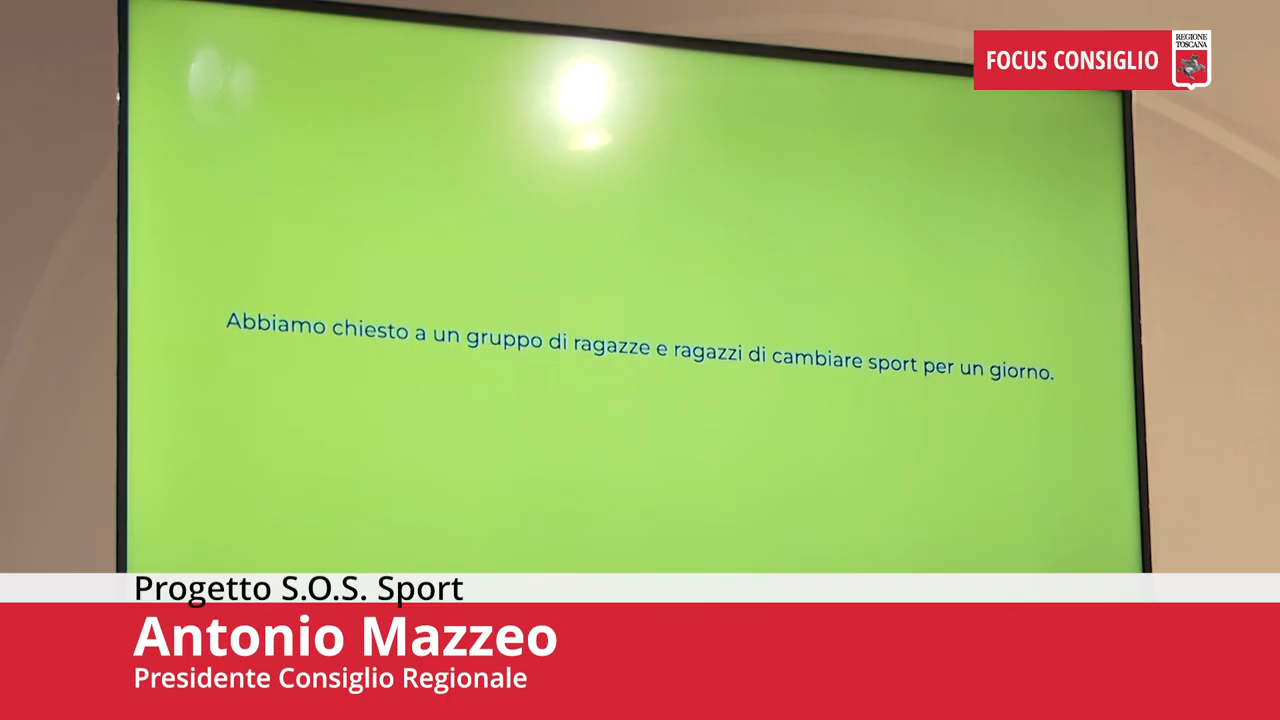 FOCUS CONSIGLIO
REGIONE
TOSCANA
Abbiamo chiesto a un gruppo di ragazze e ragazzi di cambiare sport per un giorno.
Progetto S.O.S. Sport
Antonio Mazzeo
Presidente Consiglio Regionale